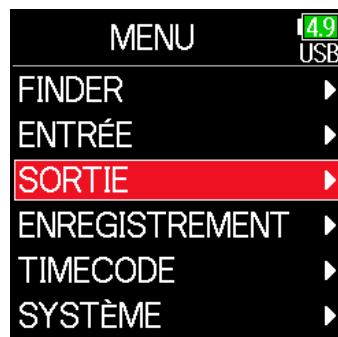 MENU
4.9
USB
FINDER
ENTRÉE
SORTIE
ENREGISTREMENT
TIMECODE
SYSTÈME